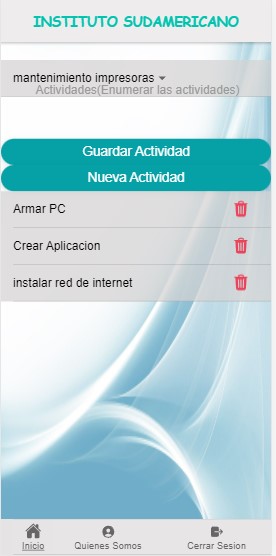 INSTITUTO SUDAMERICANO
mantenimiento impresoras
Actividades(Enumerar las actividades)
Guardar Actividad
Nueva Actividad
Armar PC
Crear Aplicacion
instalar red de internet
Inicio
Quienes Somos
Cerrar Sesion